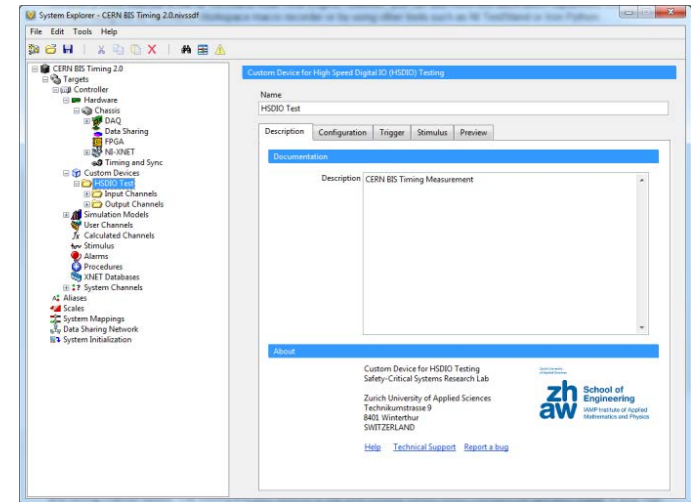 System Explorer - CERN BIS Timing 2.0.nivssdf
File Edit Tools Help
CERN BIS Timing 2.0
Targets
Controller
Hardware
Chassis
DAQ
Data Sharing
FPGA
NI-XNET
Timing and Sync
Custom Devices
HSDIO Test
Input Channels
Output Channels
Simulation Models
User Channels
Calculated Channels
Stimulus
Alarms
Procedures
XNET Databases
System Channels
Aliases
Scales
System Mappings
Data Sharing Network
System Initialization
Custom Device for High Speed Digital IO (HSDIO) Testing
Name
HSDIO Test
Description Configuration Trigger Stimulus Preview
Documentation
Description CERN BIS Timing Measurement
About
Custom Device for HSDIO Testing
Safety-Critical Systems Research Lab
Zurich University of Applied Sciences
Technikumstrasse 9
8401 Winterthur
SWITZERLAND
Help Technical Support Report a bug
zh
aw
School of
Engineering
IAMP Institute of Applied
Mathematics and Physics